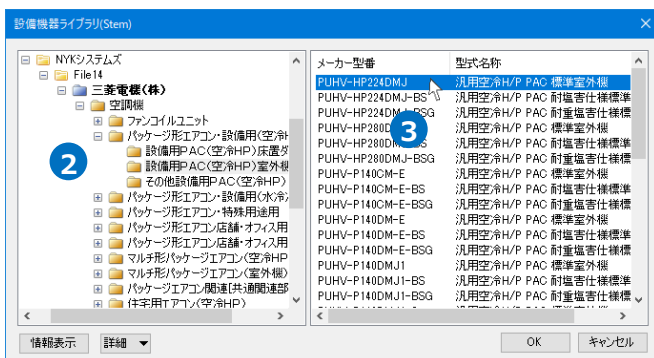 設備機器ライブラリ(Stem)
NYKシステムズ
File14
三菱電機(株)
空調機
ファンコイルユニット
パッケージ形エアコン・設備用(空冷H
設備用PAC(空冷HP)床置ダ
設備用PAC(空冷HP)室外機
その他設備用PAC(空冷HP)
パッケージ形エアコン・設備用(水冷)
パッケージ形エアコン・特殊用途用
パッケージ形エアコン店舗・オフィス用
パッケージ形エアコン店舗・オフィス用
マルチ形パッケージエアコン(空冷HP
マルチ形パッケージエアコン(室外機)
パッケージエアコン関連[共通関連部
住宅用エアコン(空冷HP)
2
メーカー型番 型式名称
PUHV-HP224DMJ 汎用空冷H/P PAC 標準室外機
PUHV-HP224DMJ-BS 汎用空冷H/P PAC 耐塩害仕様標準
PUHV-HP224DMJ-BSG 汎用空冷H/P PAC 耐重塩害仕様標
PUHV-HP280D 汎用空冷H/P PAC 標準室外機
PUHV-HP280DMJ-BS 汎用空冷H/P PAC 耐塩害仕様標準
PUHV-HP280DMJ-BSG 汎用空冷H/P PAC 耐重塩害仕様標
PUHV-P140CM-E 汎用空冷H/P PAC 標準室外機
PUHV-P140CM-E-BS 汎用空冷H/P PAC 耐塩害仕様標準
PUHV-P140CM-E-BSG 汎用空冷H/P PAC 耐重塩害仕様標
PUHV-P140DM-E 汎用空冷H/P PAC 標準室外機
PUHV-P140DM-E-BS 汎用空冷H/P PAC 耐塩害仕様標準
PUHV-P140DM-E-BSG 汎用空冷H/P PAC 耐重塩害仕様標
PUHV-P140DMJ1 汎用空冷H/P PAC 標準室外機
PUHV-P140DMJ1-BS 汎用空冷H/P PAC 耐塩害仕様標準
PUHV-P140DMJ1-BSG 汎用空冷H/P PAC 耐重塩害仕様標
3
情報表示 詳細 OK キャンセル